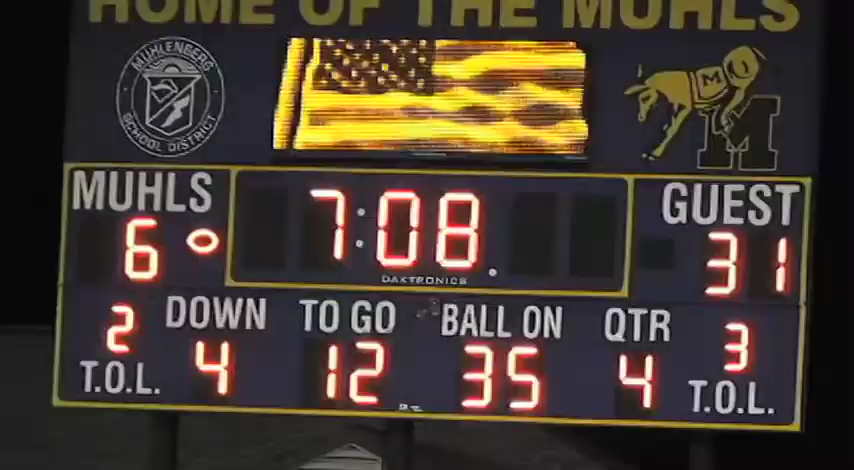 HOME OF THE MUHLS
MUHLENBERG
SCHOOL DISTRICT
M
M
MUHLS
6
7:08.
DAKTRONICS
GUEST
31
2
T.O.L.
DOWN
4
TO GO
12
BALL ON
35
QTR
4
3
T.O.L.